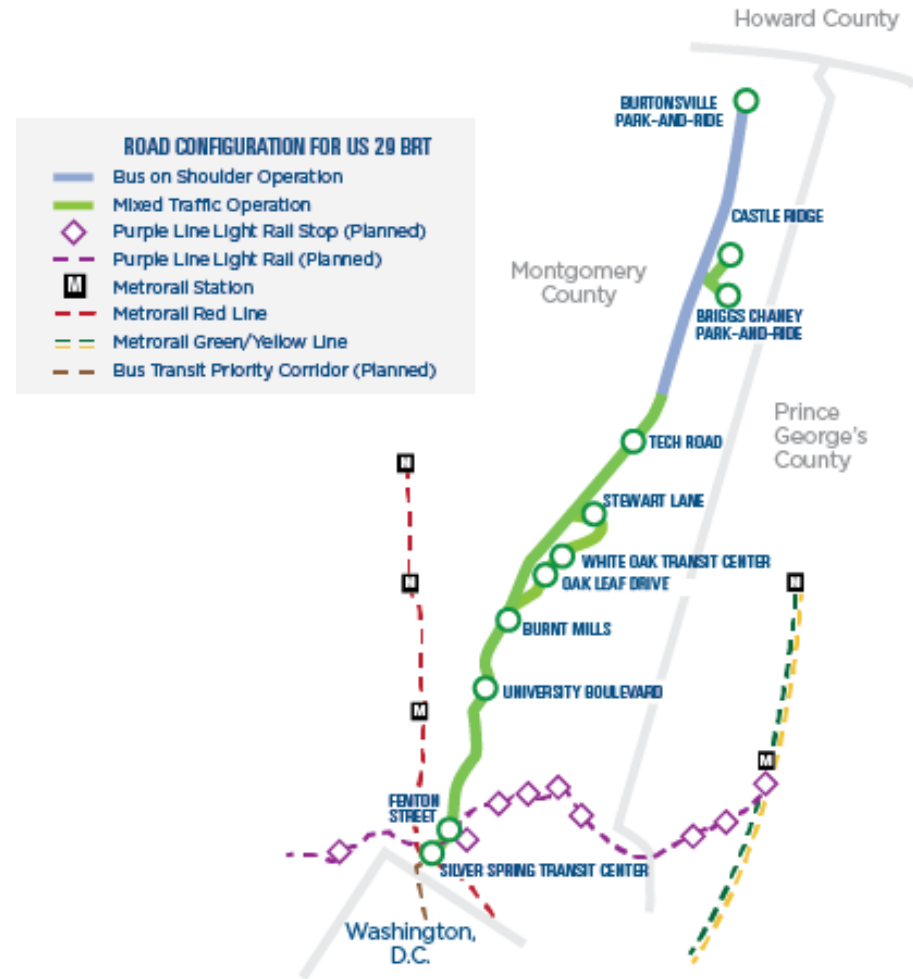 Howard County
BURTONSVILLE
PARK-AND-RIDE
ROAD CONFIGURATION FOR US 29 BRT
Bus on Shoulder Operation
Mixed Traffic Operation
Purple Line Light Rail Stop (Planned)
Purple Line Light Rail (Planned)
M
Metrorail Station
Metrorail Red Line
Metrorail Green/Yellow Line
Bus Transit Priority Corridor (Planned)
CASTLE RIDGE
Montgomery
County
BRIGGS CHANEY
PARK-AND-RIDE
Prince
George's
County
TECH ROAD
M
STEWART LANE
WHITE OAK TRANSIT CENTER
OAK LEAF DRIVE
M
M
BURNT MILLS
UNIVERSITY BOULEVARD
M
M
FENTON
STREET
SILVER SPRING TRANSIT CENTER
Washington,
D.C.